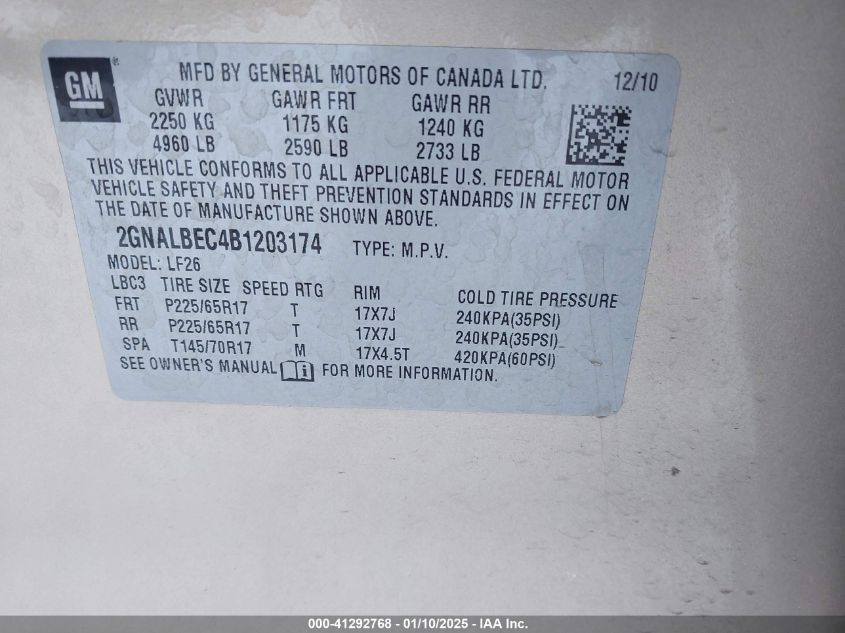 GM
MFD BY GENERAL MOTORS OF CANADA LTD. 12/10
GVWR GAWR FRT GAWR RR
2250 KG 1175 KG 1240 KG
4960 LB 2590 LB 2733 LB
THIS VEHICLE CONFORMS TO ALL APPLICABLE U.S. FEDERAL MOTOR
VEHICLE SAFETY AND THEFT PREVENTION STANDARDS IN EFFECT ON
THE DATE OF MANUFACTURE SHOWN ABOVE.
2GNALBEC4B1203174 TYPE: M.P.V.
MODEL: LF26
LBC3 TIRE SIZE SPEED RTG RIM COLD TIRE PRESSURE
FRT P225/65R17 T 17X7J 240KPA(35PSI)
RR P225/65R17 T 17X7J 240KPA(35PSI)
SPA T145/70R17 M 17X4.5T 420KPA(60PSI)
SEE OWNER'S MANUAL FOR MORE INFORMATION.
000-41292768 - 01/10/2025 - IAA Inc.